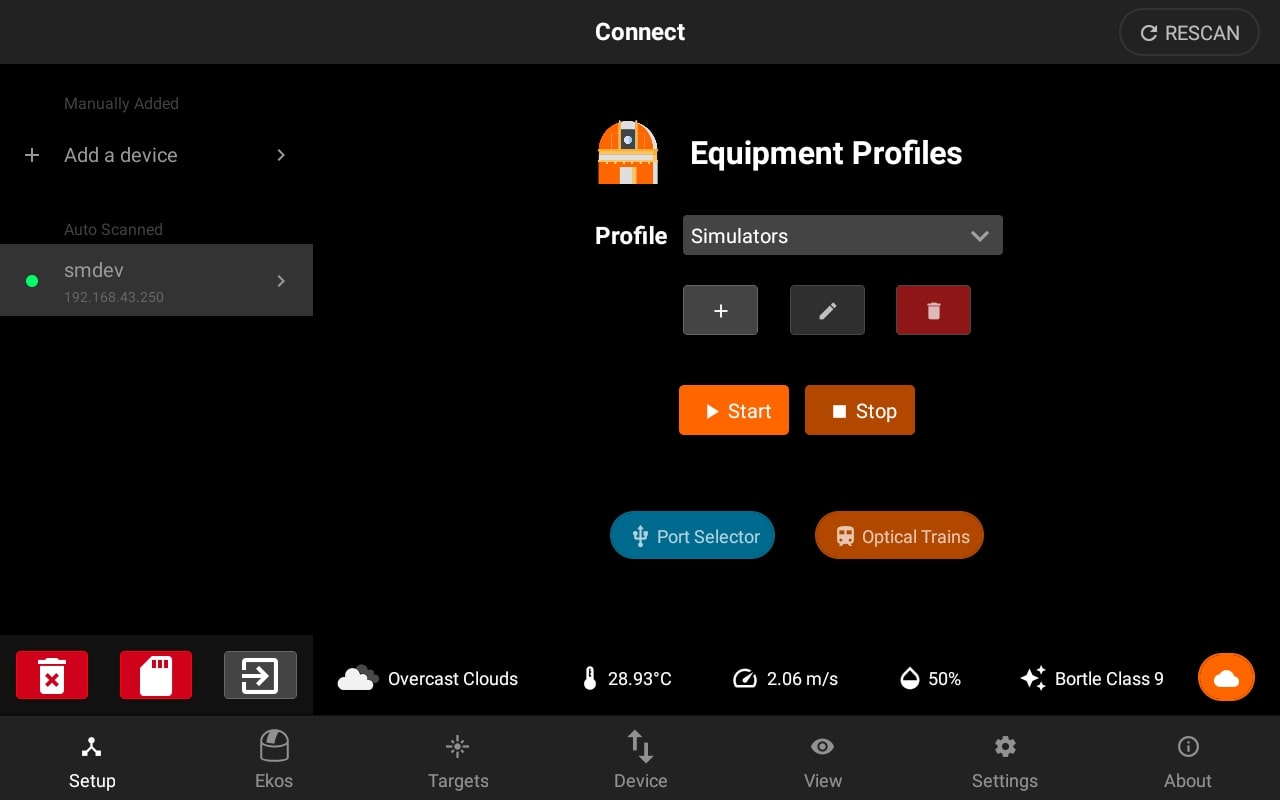 Connect
RESCAN
Manually Added
Add a device
Auto Scanned
smdev
192.168.43.250
Equipment Profiles
Profile Simulators
Start Stop
Port Selector Optical Trains
Overcast Clouds 28.93°C 2.06 m/s 50% Bortle Class 9
Setup Ekos Targets Device View Settings About